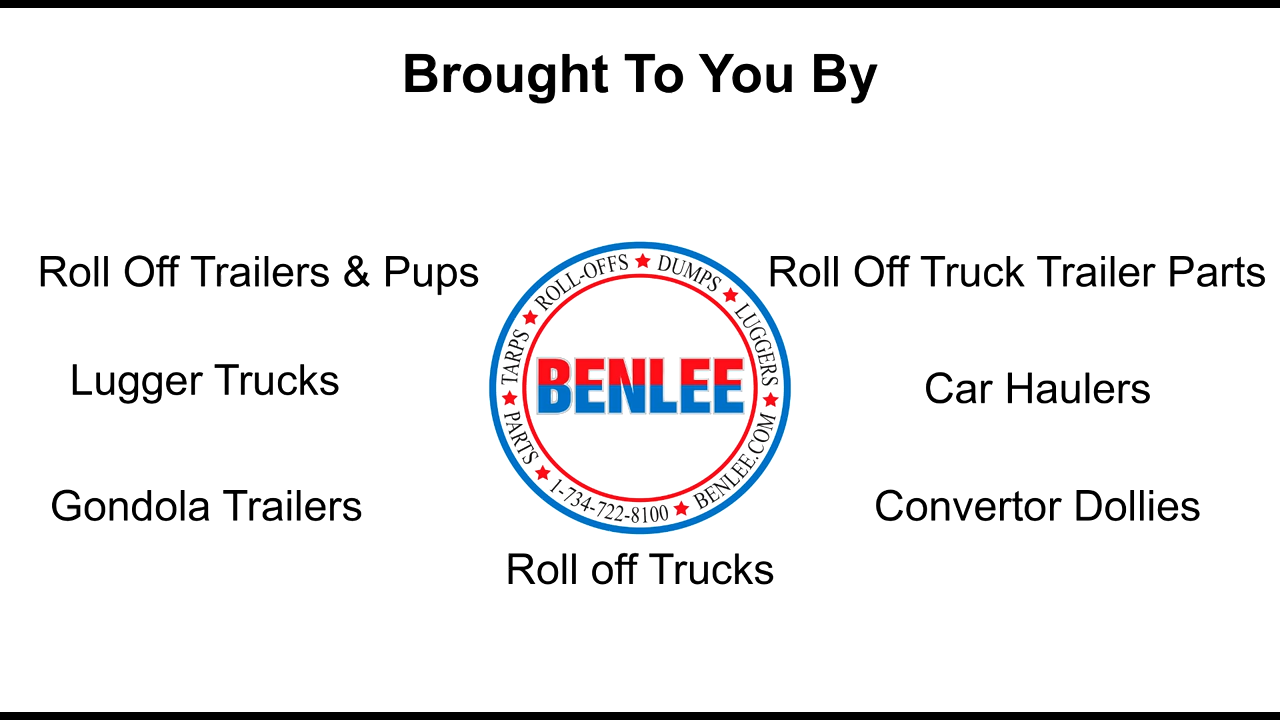 Brought To You By
Roll Off Trailers & Pups
Roll Off Truck Trailer Parts
Lugger Trucks
Car Haulers
Gondola Trailers
Convertor Dollies
Roll off Trucks
PARTS ★ TARPS ★ ROLL-OFFS ★ DUMPS ★ LUGGERS ★
BENLEE
1-734-722-8100 ★ BENLEE.COM